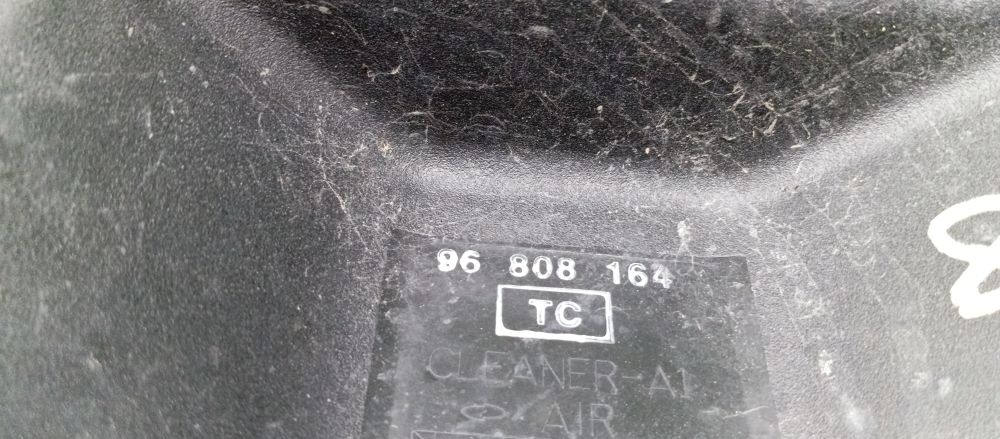 96 808 164
TC
CLEANER-A1
AIR